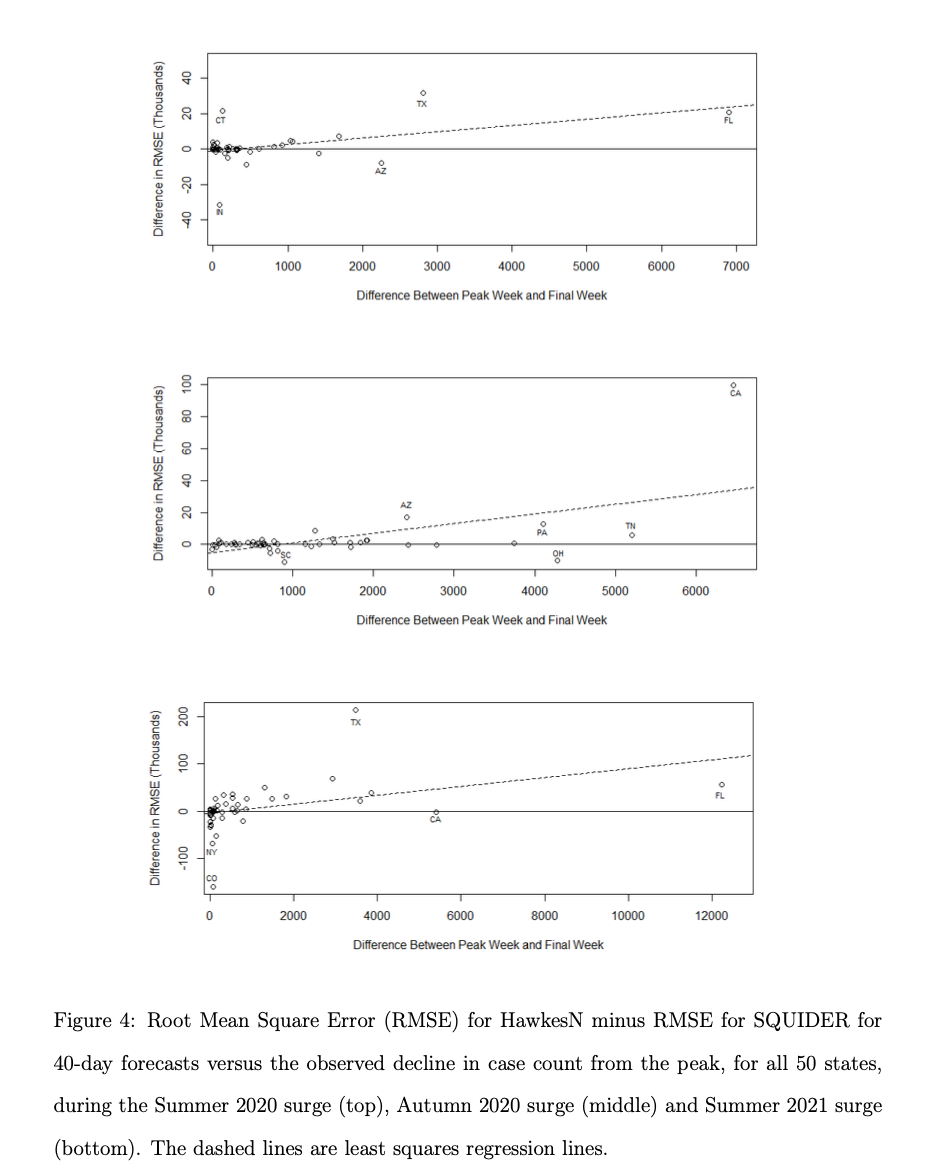 Difference in RMSE (Thousands)
40
20
0
-20
-40
CT
IN
TX
AZ
FL
0 1000 2000 3000 4000 5000 6000 7000
Difference Between Peak Week and Final Week
Difference in RMSE (Thousands)
100
80
60
40
20
0
CA
AZ
PA
TN
SC
OH
0 1000 2000 3000 4000 5000 6000
Difference Between Peak Week and Final Week
Difference in RMSE (Thousands)
200
100
0
-100
TX
FL
CA
NY
CO
0 2000 4000 6000 8000 10000 12000
Difference Between Peak Week and Final Week
Figure 4: Root Mean Square Error (RMSE) for HawkesN minus RMSE for SQUIDER for
40-day forecasts versus the observed decline in case count from the peak, for all 50 states,
during the Summer 2020 surge (top), Autumn 2020 surge (middle) and Summer 2021 surge
(bottom). The dashed lines are least squares regression lines.